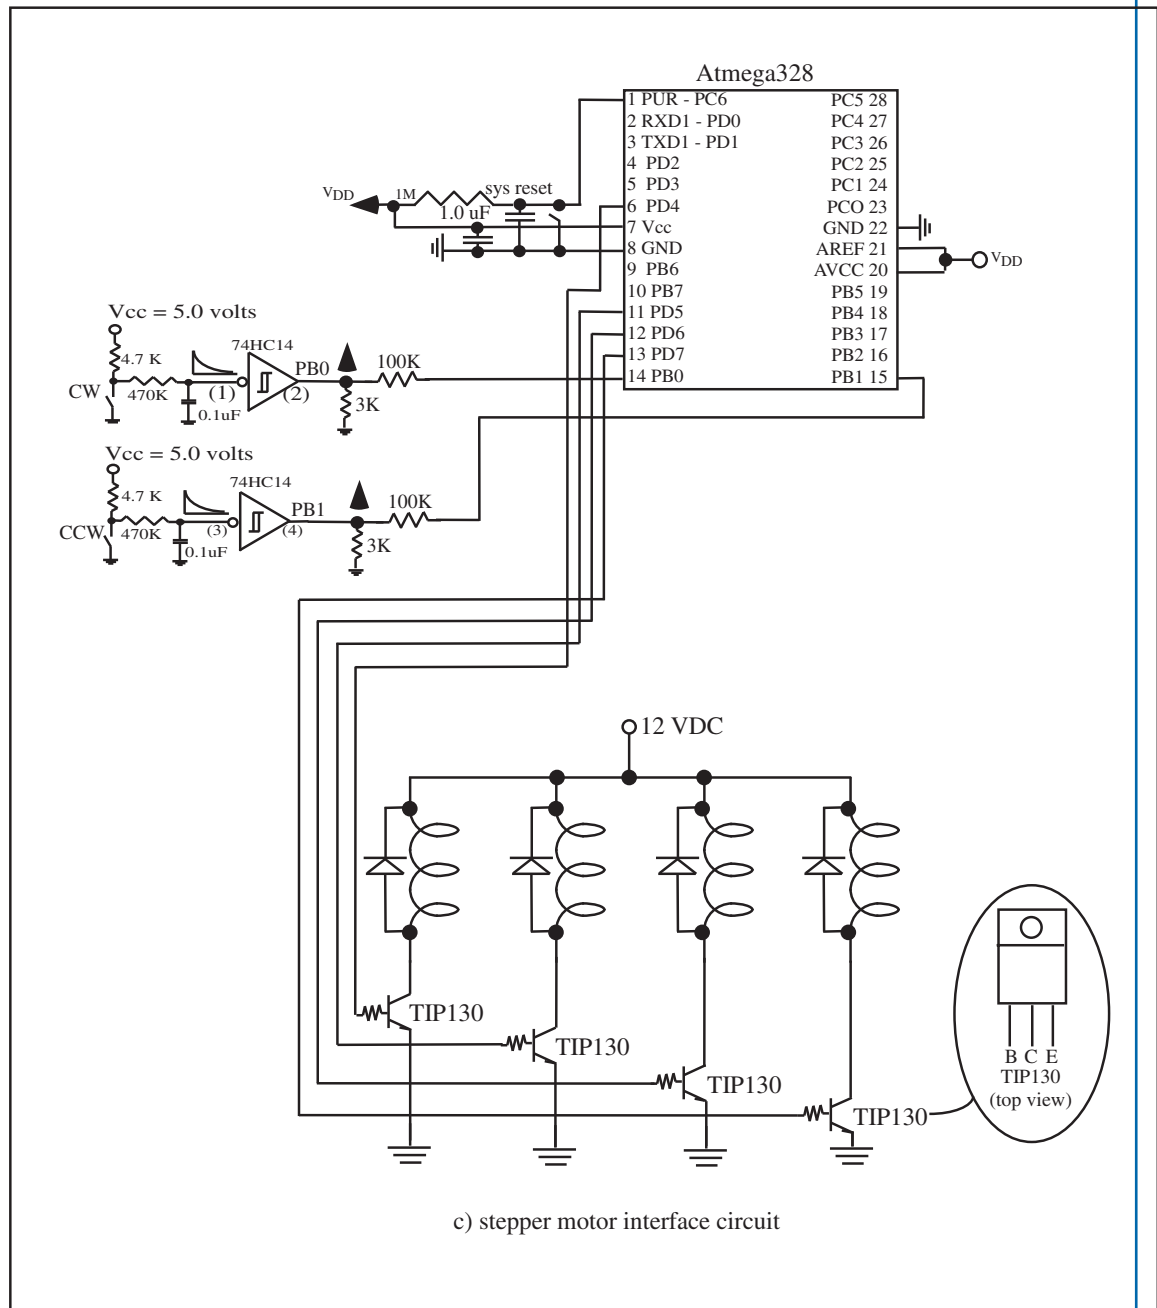 Atmega328
1 PUR - PC6
2 RXD1 - PD0
3 TXD1 - PD1
4 PD2
5 PD3
6 PD4
7 Vcc
8 GND
9 PB6
10 PB7
11 PD5
12 PD6
13 PD7
14 PB0
PC5 28
PC4 27
PC3 26
PC2 25
PC1 24
PCO 23
GND 22
AREF 21
AVCC 20
PB5 19
PB4 18
PB3 17
PB2 16
PB1 15
VDD
1M
sys reset
1.0 uF
VDD
Vcc = 5.0 volts
4.7 K
74HC14
PB0
100K
CW
470K
(1)
(2)
0.1uF
3K
Vcc = 5.0 volts
4.7 K
74HC14
PB1
100K
CCW
470K
(3)
(4)
0.1uF
3K
12 VDC
TIP130
TIP130
TIP130
TIP130
B C E
TIP130
(top view)
c) stepper motor interface circuit